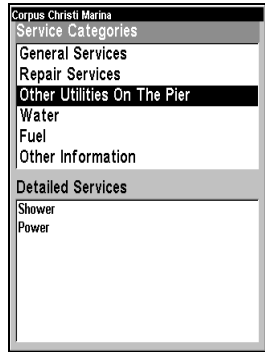 Corpus Christi Marina
Service Categories
General Services
Repair Services
Other Utilities On The Pier
Water
Fuel
Other Information
Detailed Services
Shower
Power